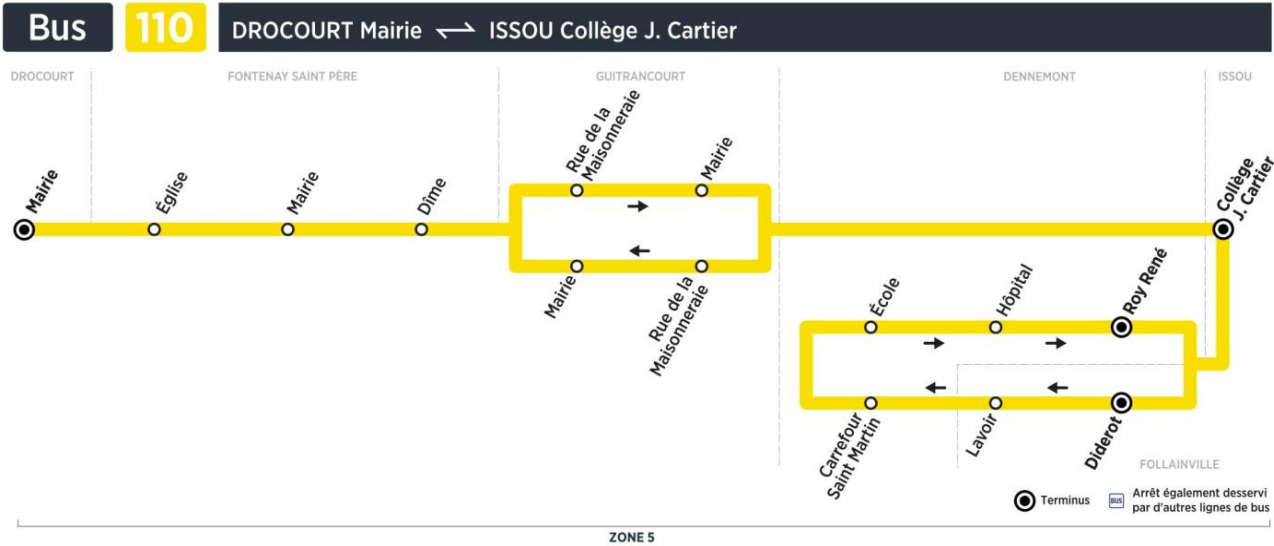 Bus 110 DROCOURT Mairie ⇌ ISSOU Collège J. Cartier
DROCOURT
FONTENAY SAINT PÈRE
GUITRANCOURT
DENNEMONT
ISSOU
Mairie
Église
Mairie
Dîme
Rue de la
Maisonneraie
Mairie
Mairie
Rue de la
Maisonneraie
Collège
J. Cartier
École
Hôpital
Roy René
Carrefour
Saint Martin
Lavoir
Diderot
FOLLAINVILLE
Terminus
BUS
Arrêt également desservi
par d'autres lignes de bus
ZONE 5